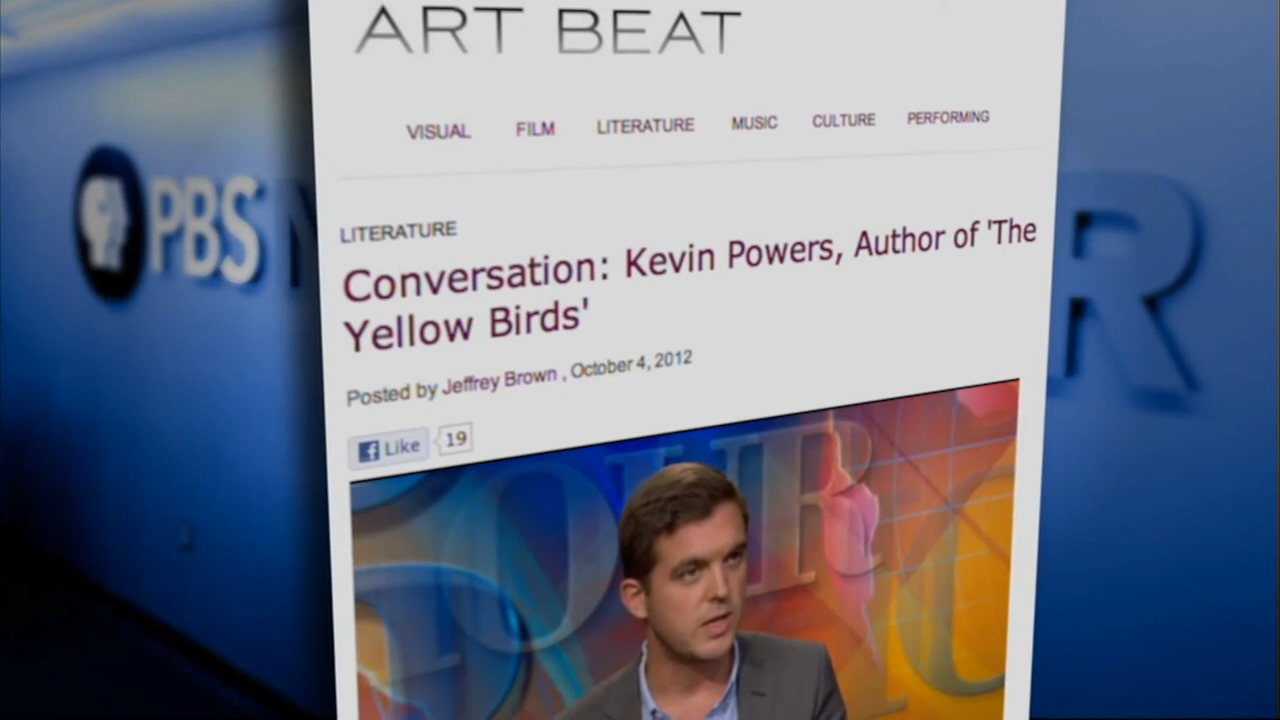 ART BEAT
VISUAL FILM LITERATURE MUSIC CULTURE PERFORMING
PBS
LITERATURE
Conversation: Kevin Powers, Author of 'The
Yellow Birds'
Posted by Jeffrey Brown , October 4, 2012
Like 19